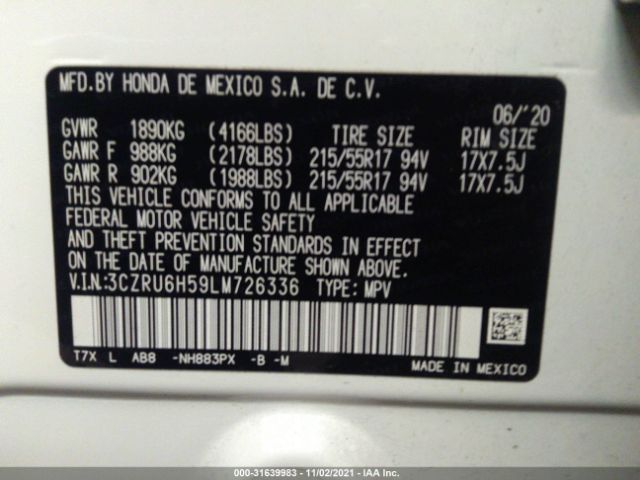 MFD.BY HONDA DE MEXICO S.A. DE C.V.
06/'20
GVWR 1890KG (4166LBS) TIRE SIZE RIM SIZE
GAWR F 988KG (2178LBS) 215/55R17 94V 17X7.5J
GAWR R 902KG (1988LBS) 215/55R17 94V 17X7.5J
THIS VEHICLE CONFORMS TO ALL APPLICABLE
FEDERAL MOTOR VEHICLE SAFETY
AND THEFT PREVENTION STANDARDS IN EFFECT
ON THE DATE OF MANUFACTURE SHOWN ABOVE.
V.I.N:3CZRU6H59LM726336 TYPE: MPV
T7X L AB8 -NH883PX -B -M
MADE IN MEXICO
000-31639983 - 11/02/2021 - IAA Inc.